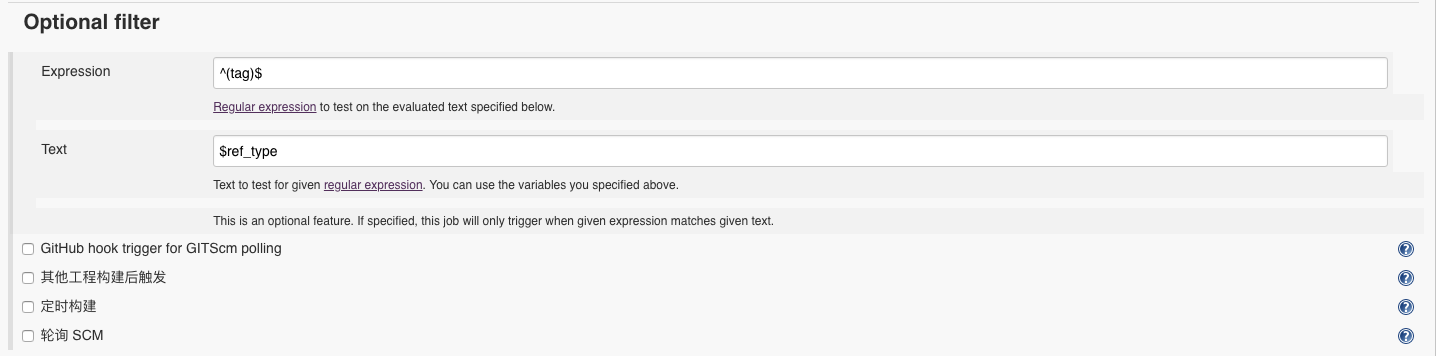 Optional filter
Expression
^(tag)$
Regular expression to test on the evaluated text specified below.
Text
$ref_type
Text to test for given regular expression. You can use the variables you specified above.
This is an optional feature. If specified, this job will only trigger when given expression matches given text.
GitHub hook trigger for GITScm polling
其他工程构建后触发
定时构建
轮询 SCM